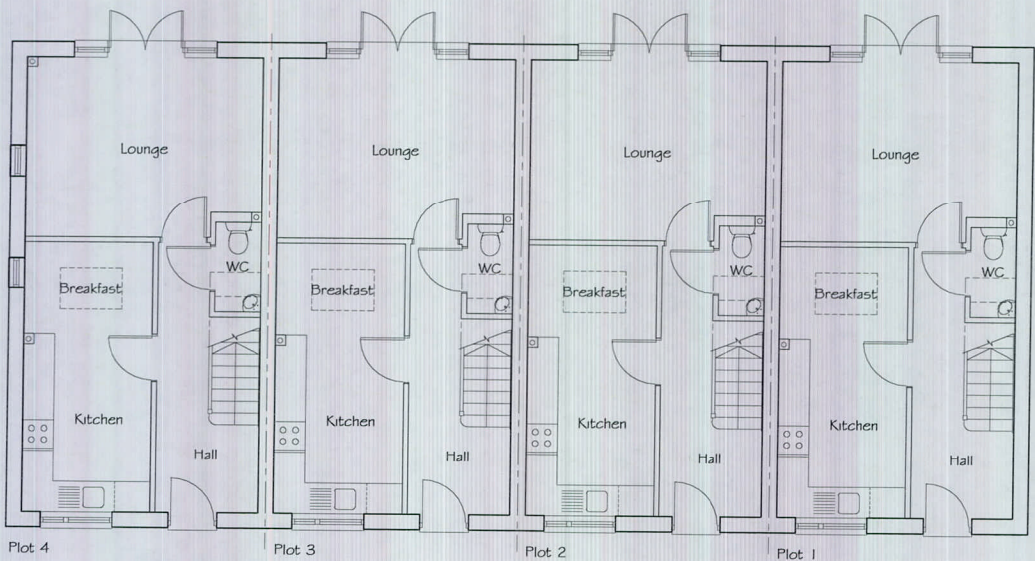 Lounge
Lounge
Lounge
Lounge
WC
WC
WC
WC
Breakfast
Breakfast
Breakfast
Breakfast
Kitchen
Kitchen
Kitchen
Kitchen
Hall
Hall
Hall
Hall
Plot 4
Plot 3
Plot 2
Plot 1